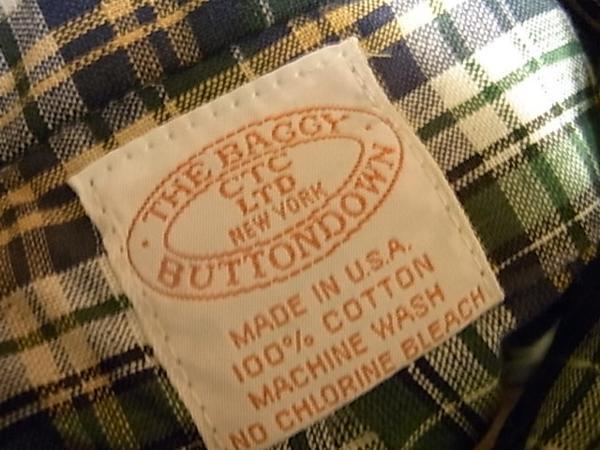 THE BAGGY
CTC
LTD
NEW YORK
BUTTONDOWN
MADE IN U.S.A.
100% COTTON
MACHINE WASH
NO CHLORINE BLEACH